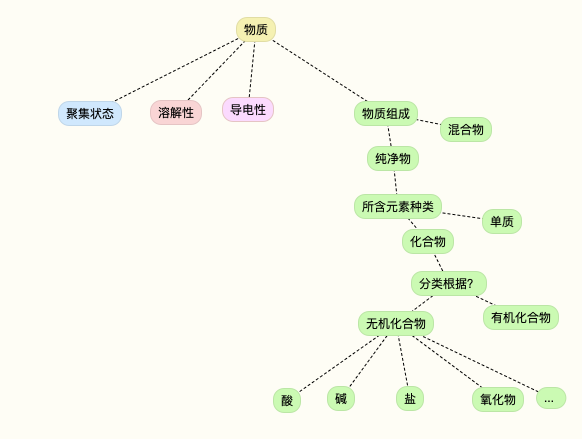 物质
聚集状态
溶解性
导电性
物质组成
混合物
纯净物
所含元素种类
单质
化合物
分类根据?
无机化合物
有机化合物
酸
碱
盐
氧化物
...